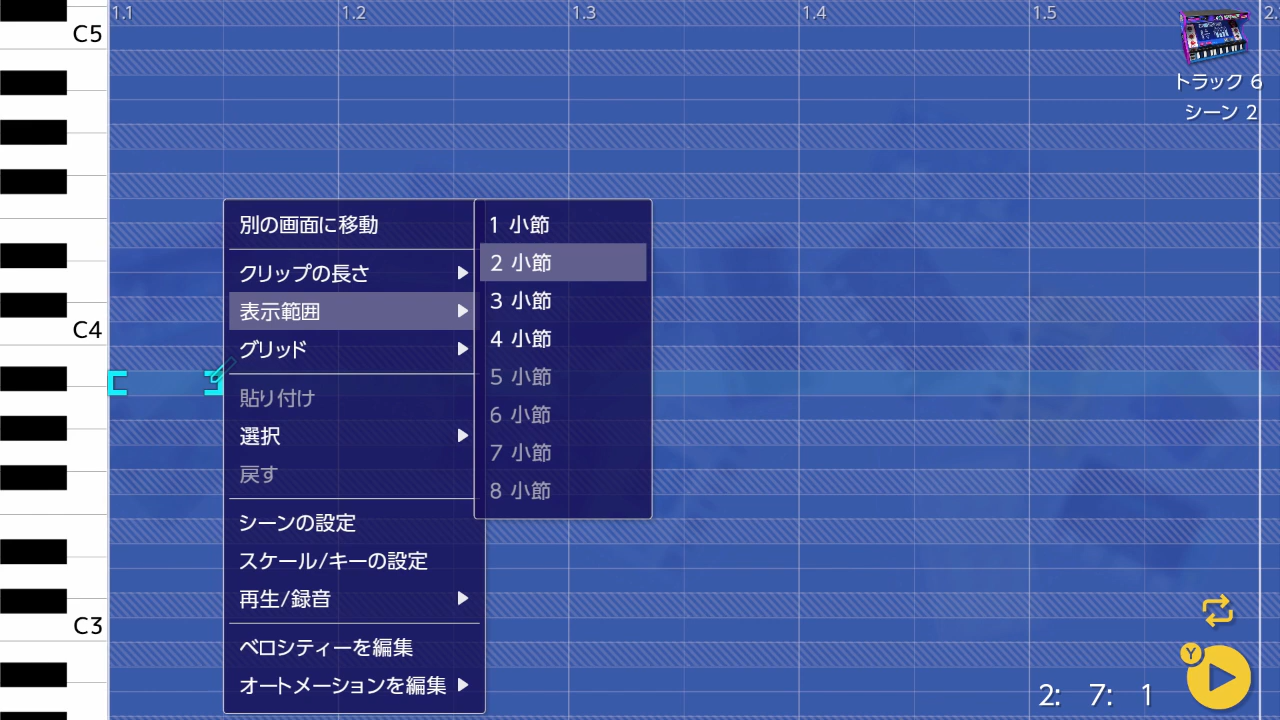 1.1
1.2
1.3
1.4
1.5
2.
C5
トラック 6
シーン 2
別の画面に移動
クリップの長さ
表示範囲
グリッド
貼り付け
選択
戻す
シーンの設定
スケール/キーの設定
再生/録音
ベロシティーを編集
オートメーションを編集
1 小節
2 小節
3 小節
4 小節
5 小節
6 小節
7 小節
8 小節
C4
C3
Y
2: 7: 1